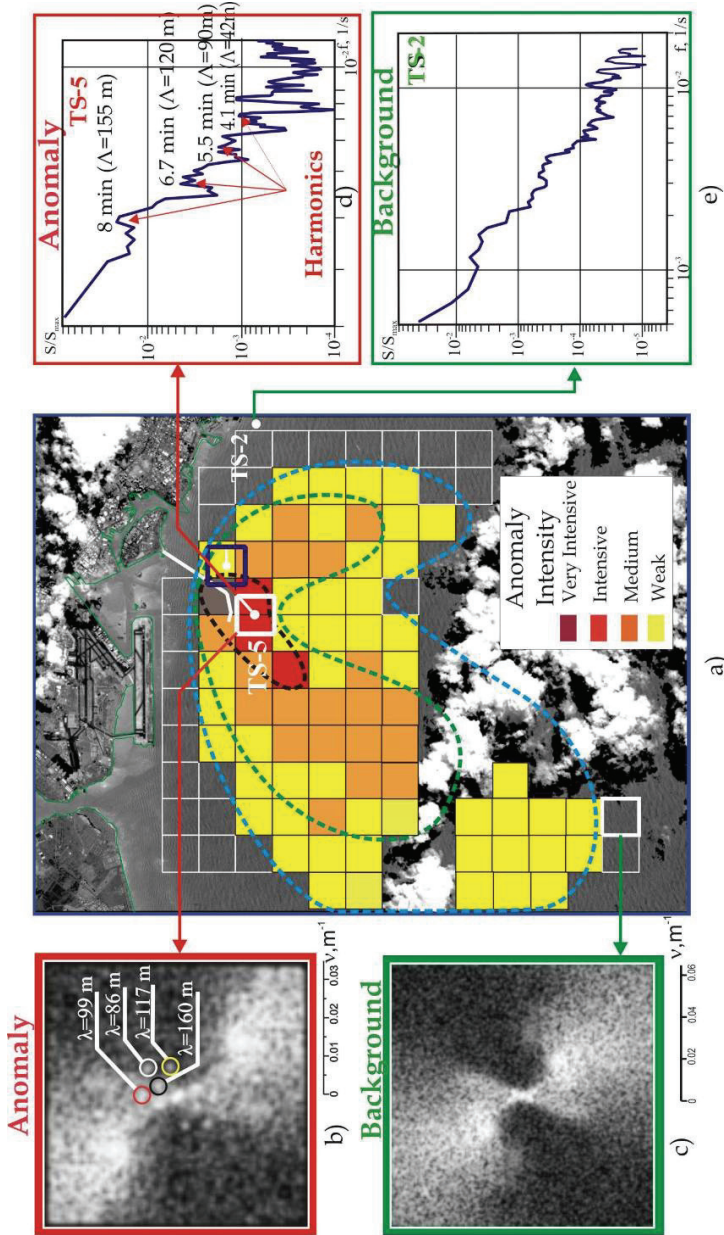 Anomaly
λ=99 m
λ=86 m
λ=117 m
λ=160 m
0 0.001 0.02 0.03 ν,m⁻¹
b)
Background
0 0.02 0.04 0.06 ν,m⁻¹
c)
TS-5
TS-2
Anomaly
Intensity
Very Intensive
Intensive
Medium
Weak
a)
Anomaly
S/Smax
TS-5
8 min (Λ=155 m)
6.7 min (Λ=120 m)
5.5 min (Λ=90m)
4.1 min (Λ=42m)
10⁻²
10⁻³
Harmonics
10⁻⁴
10⁻² f, 1/s
d)
Background
S/Smax
TS-2
10⁻²
10⁻³
10⁻⁴
10⁻⁵
10⁻³ 10⁻² f, 1/s
e)